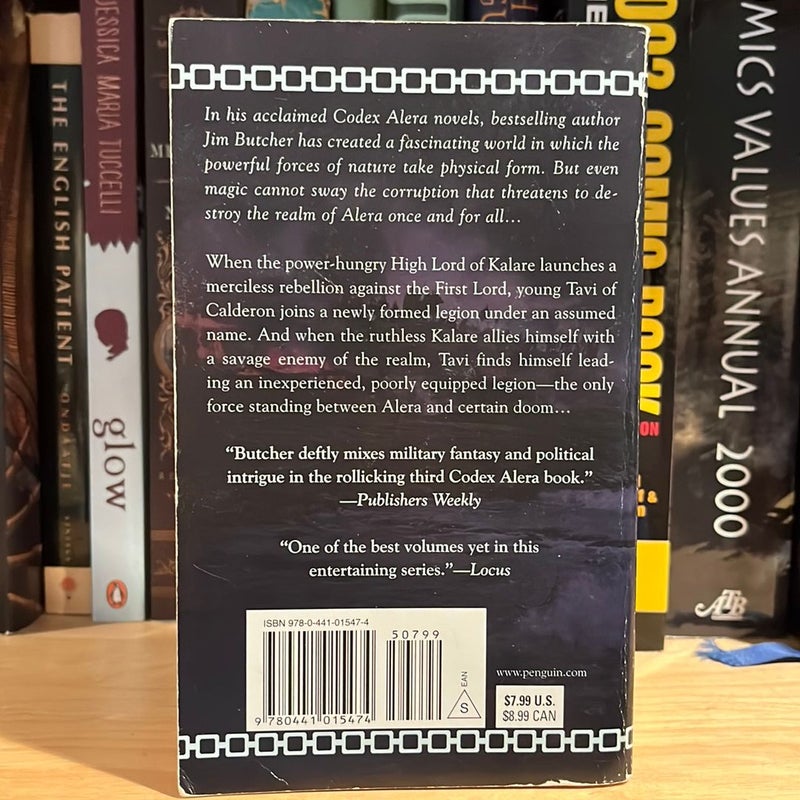 In his acclaimed Codex Alera novels, bestselling author
Jim Butcher has created a fascinating world in which the
powerful forces of nature take physical form. But even
magic cannot sway the corruption that threatens to de-
stroy the realm of Alera once and for all...
When the power-hungry High Lord of Kalare launches a
merciless rebellion against the First Lord, young Tavi of
Calderon joins a newly formed legion under an assumed
name. And when the ruthless Kalare allies himself with
a savage enemy of the realm, Tavi finds himself lead-
ing an inexperienced, poorly equipped legion—the only
force standing between Alera and certain doom...
“Butcher deftly mixes military fantasy and political
intrigue in the rollicking third Codex Alera book.”
—Publishers Weekly
“One of the best volumes yet in this
entertaining series.”—Locus
ISBN 978-0-441-01547-4
50799
9 780441 015474
EAN
S
www.penguin.com
$7.99 U.S.
$8.99 CAN
THE ENGLISH PATIENT
ONDAATJE
JESSICA MARIA TUCCELLI
glow
COMIC BOOK
ON
MICS VALUES ANNUAL 2000